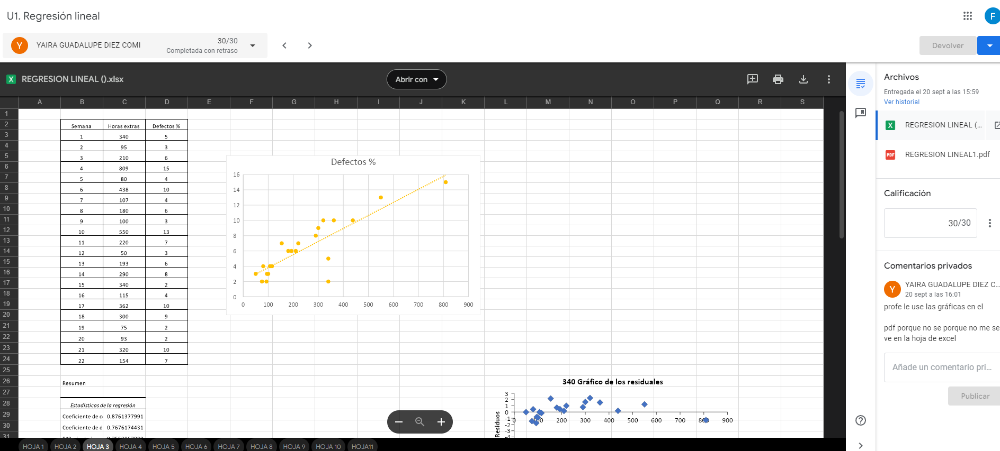 U1. Regresión lineal
F
Y YAIRA GUADALUPE DIEZ COMI 30/30
Completada con retraso
Devolver
X REGRESION LINEAL ().xlsx Abrir con
A B C D E F G H I J K L M N O P Q R S
1
2 Semana Horas extras Defectos %
3 1 340 5
4 2 95 3
5 3 210 6
6 4 809 15
7 5 80 4
8 6 438 10
9 7 107 4
10 8 180 6
11 9 100 3
12 10 550 13
13 11 220 7
14 12 50 3
15 13 193 6
16 14 290 8
17 15 340 2
18 16 115 4
19 17 362 10
20 18 300 9
21 19 75 2
22 20 93 2
23 21 320 10
24 22 154 7
25
26 Resumen
27
28 Estadísticas de la regresión
29 Coeficiente de c 0.8761377991
30 Coeficiente de d 0.7676174431
31
Defectos %
16
14
12
10
8
6
4
2
0
0 100 200 300 400 500 600 700 800 900
340 Gráfico de los residuales
Residuos
3
2
1
0
-1
-2
-3
-4
0 200 300 400 500 600 700 900
HOJA 1 HOJA 2 HOJA 3 HOJA 4 HOJA 5 HOJA 6 HOJA 7 HOJA 8 HOJA 9 HOJA 10 HOJA11
Archivos
Entregada el 20 sept a las 15:59
Ver historial
X REGRESION LINEAL (...
PDF REGRESION LINEAL1.pdf
Calificación
30/30
Comentarios privados
Y YAIRA GUADALUPE DIEZ C...
20 sept a las 16:01
profe le use las gráficas en el
pdf porque no se porque no me se
ve en la hoja de excel
Añade un comentario pri...
Publicar